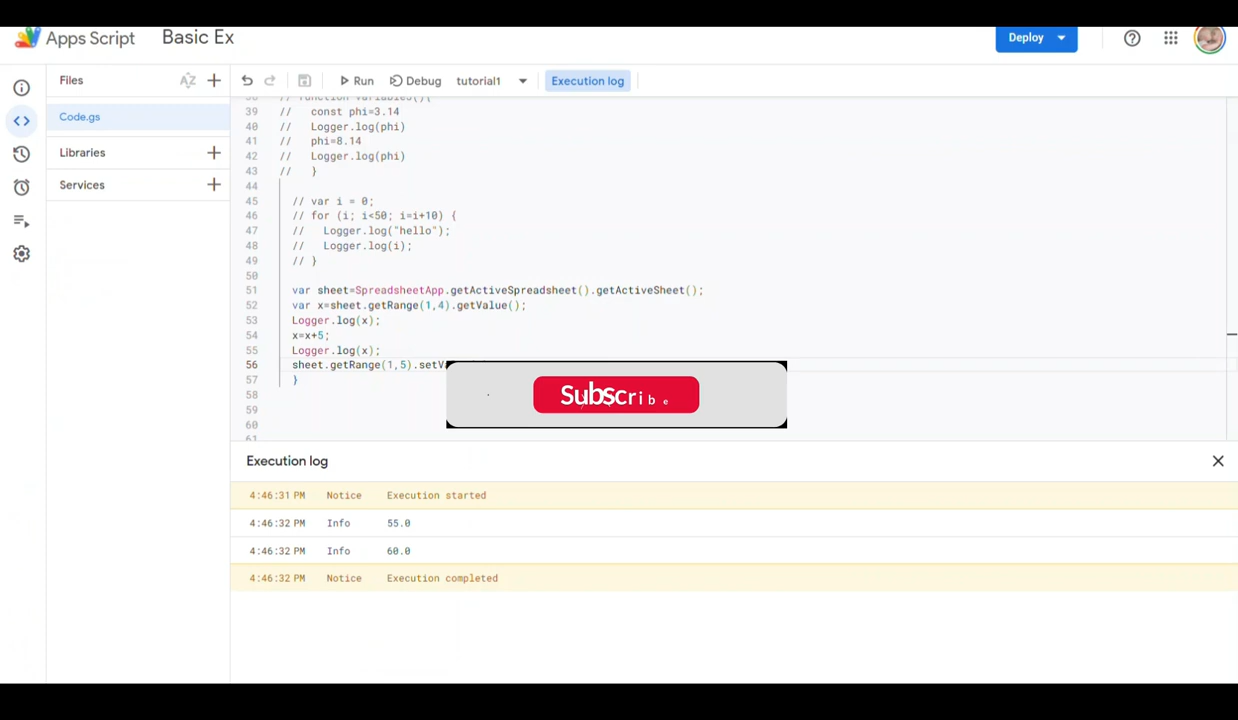 Apps Script Basic Ex Deploy
Files
Run Debug tutorial1 Execution log
Code.gs
Libraries
Services
38 // function variables(){
39 // const phi=3.14
40 // Logger.log(phi)
41 // phi=8.14
42 // Logger.log(phi)
43 // }
44
45 // var i = 0;
46 // for (i; i<50; i=i+10) {
47 // Logger.log("hello");
48 // Logger.log(i);
49 // }
50
51 var sheet=SpreadsheetApp.getActiveSpreadsheet().getActiveSheet();
52 var x=sheet.getRange(1,4).getValue();
53 Logger.log(x);
54 x=x+5;
55 Logger.log(x);
56 sheet.getRange(1,5).setV
57 }
58
59
60
61
Subscribe
Execution log
4:46:31 PM Notice Execution started
4:46:32 PM Info 55.0
4:46:32 PM Info 60.0
4:46:32 PM Notice Execution completed